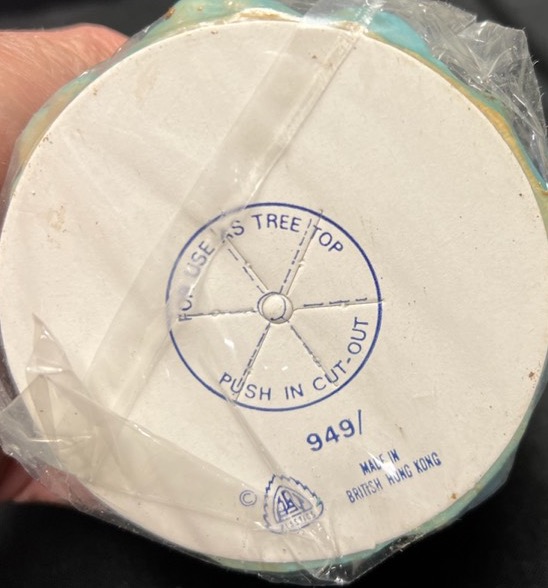 FOR USE AS TREE TOP
PUSH IN CUT-OUT
949/
MADE IN
BRITISH HONG KONG
©